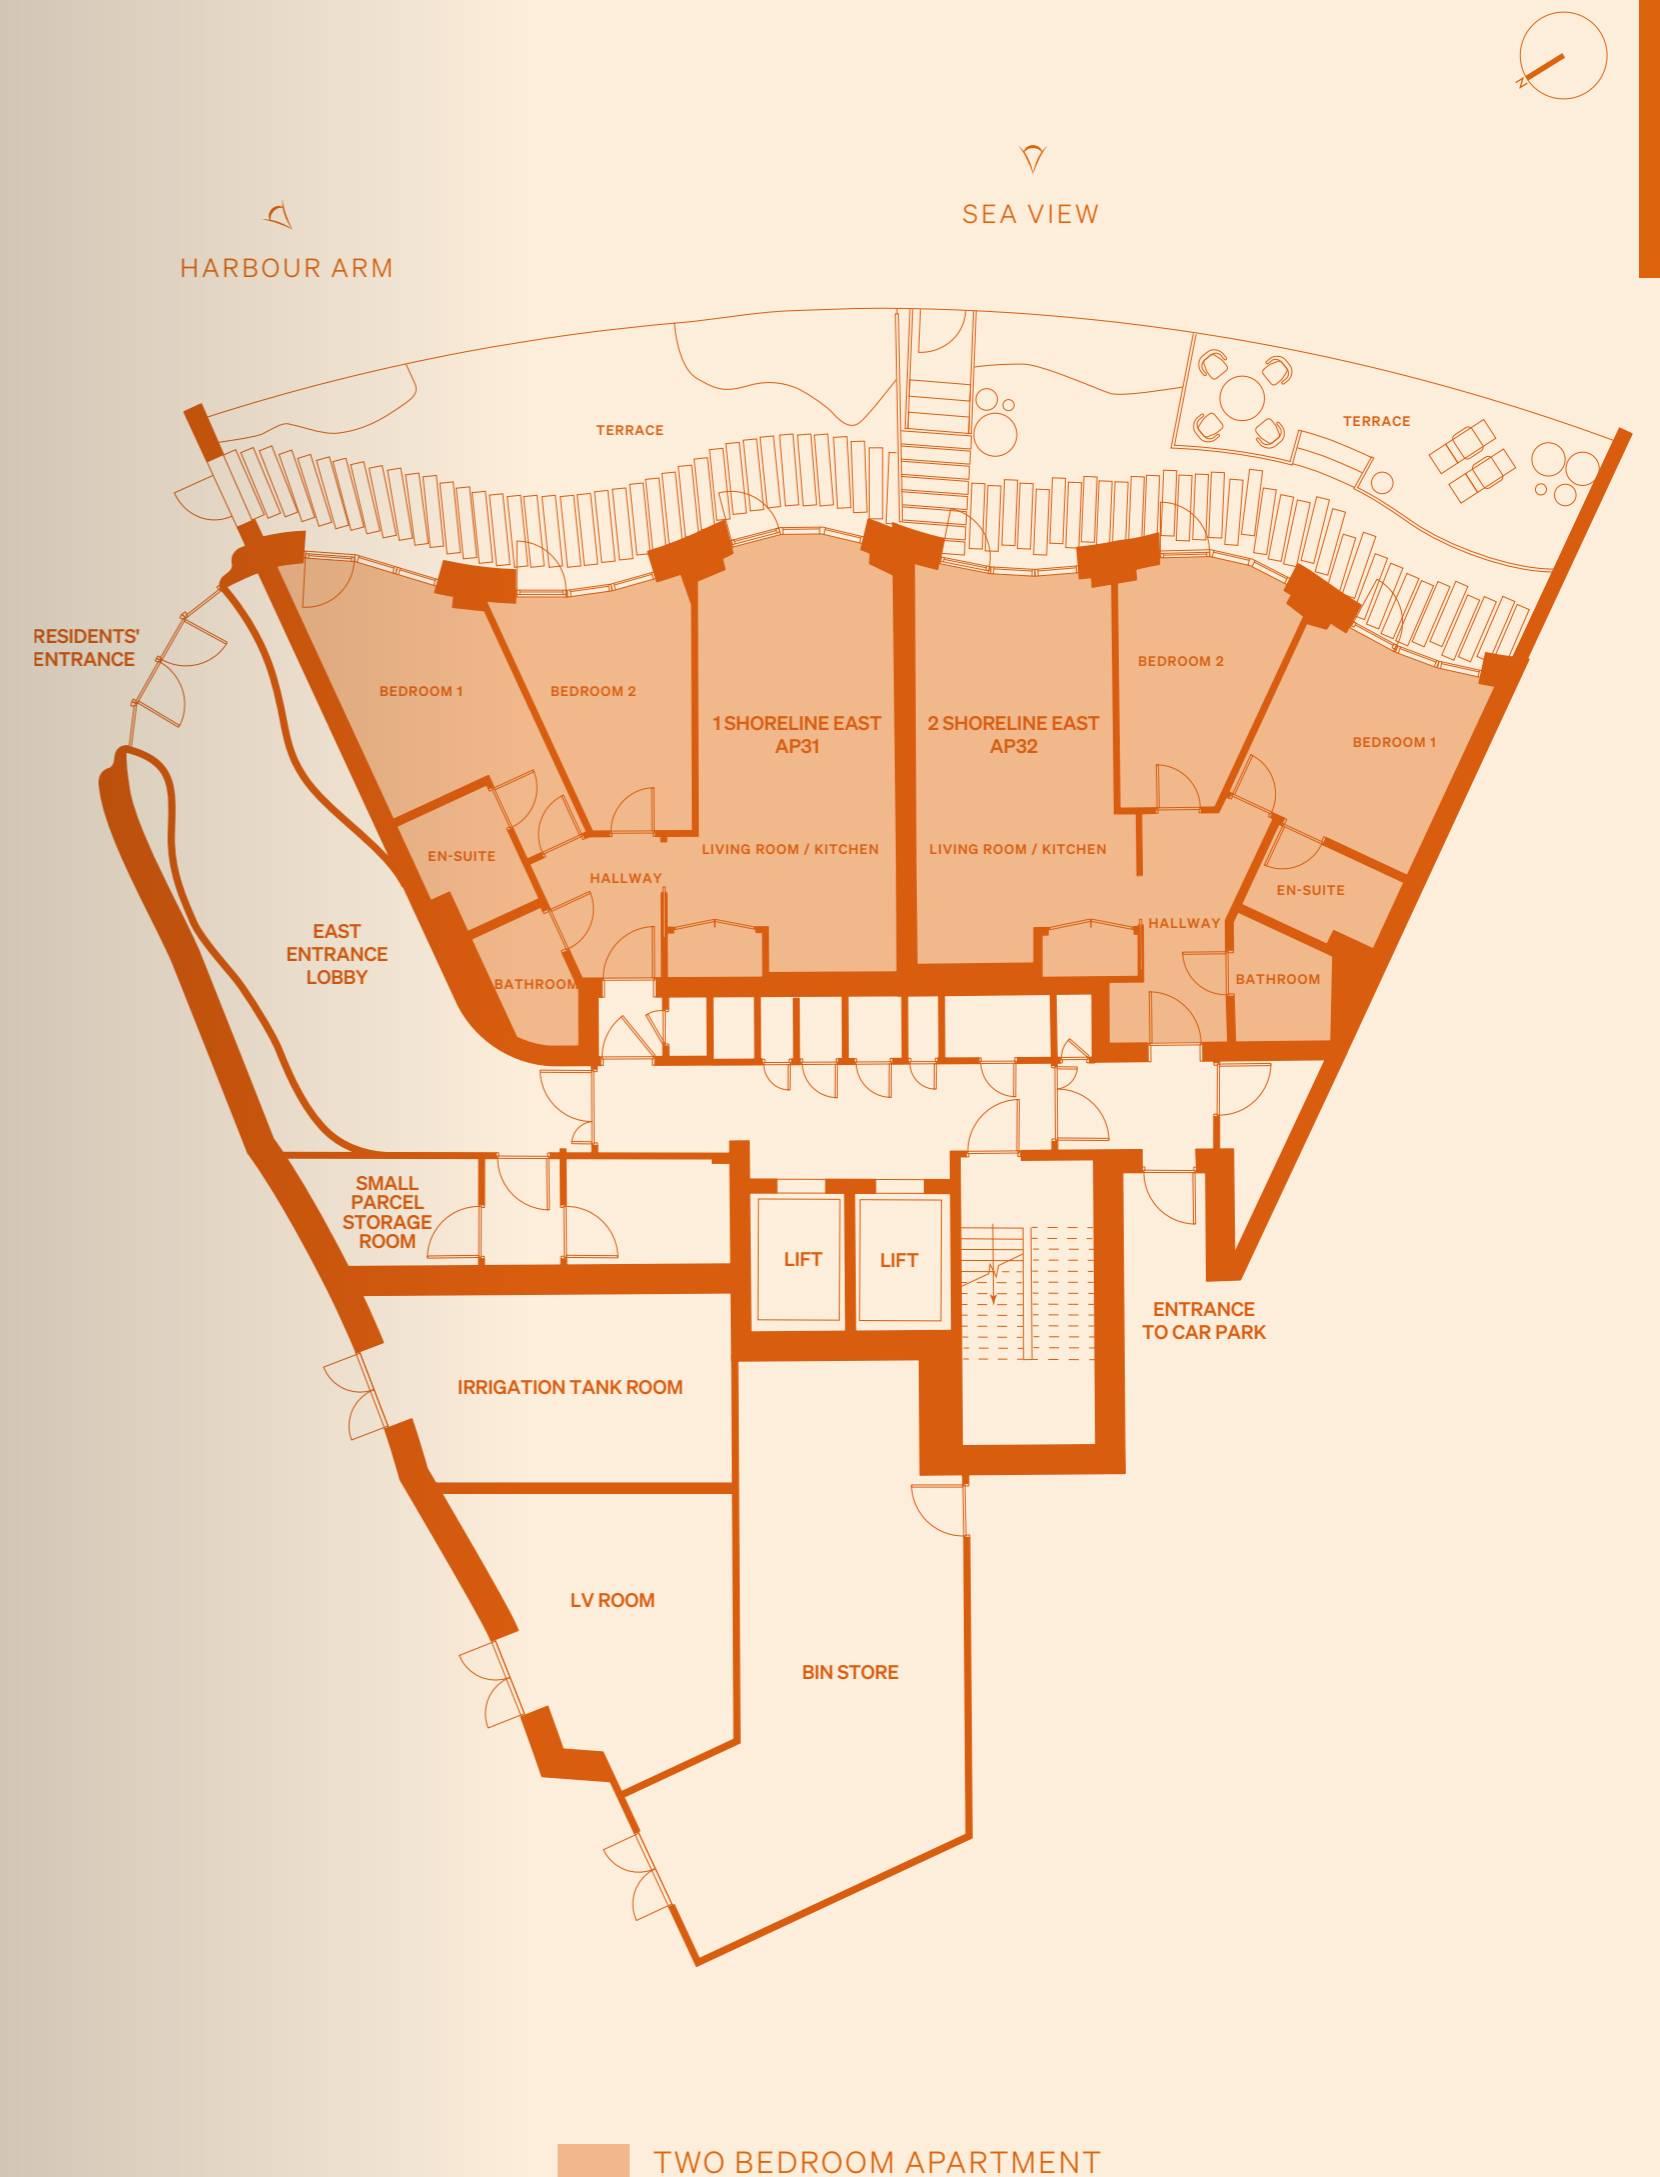 N
SEA VIEW
HARBOUR ARM
TERRACE
TERRACE
RESIDENTS'
ENTRANCE
BEDROOM 1
BEDROOM 2
1 SHORELINE EAST
AP31
2 SHORELINE EAST
AP32
BEDROOM 2
BEDROOM 1
EN-SUITE
HALLWAY
LIVING ROOM / KITCHEN
LIVING ROOM / KITCHEN
EN-SUITE
HALLWAY
EAST
ENTRANCE
LOBBY
BATHROOM
BATHROOM
SMALL
PARCEL
STORAGE
ROOM
LIFT
LIFT
ENTRANCE
TO CAR PARK
IRRIGATION TANK ROOM
LV ROOM
BIN STORE
TWO BEDROOM APARTMENT